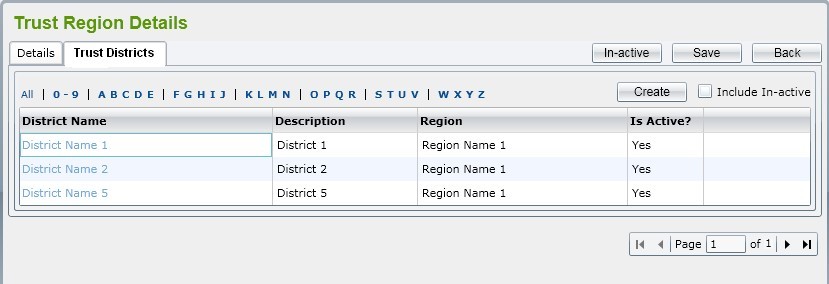 Trust Region Details
Details Trust Districts In-active Save Back
All | 0 - 9 | A B C D E | F G H I J | K L M N | O P Q R | S T U V | W X Y Z Create Include In-active
District Name Description Region Is Active?
District Name 1 District 1 Region Name 1 Yes
District Name 2 District 2 Region Name 1 Yes
District Name 5 District 5 Region Name 1 Yes
Page 1 of 1